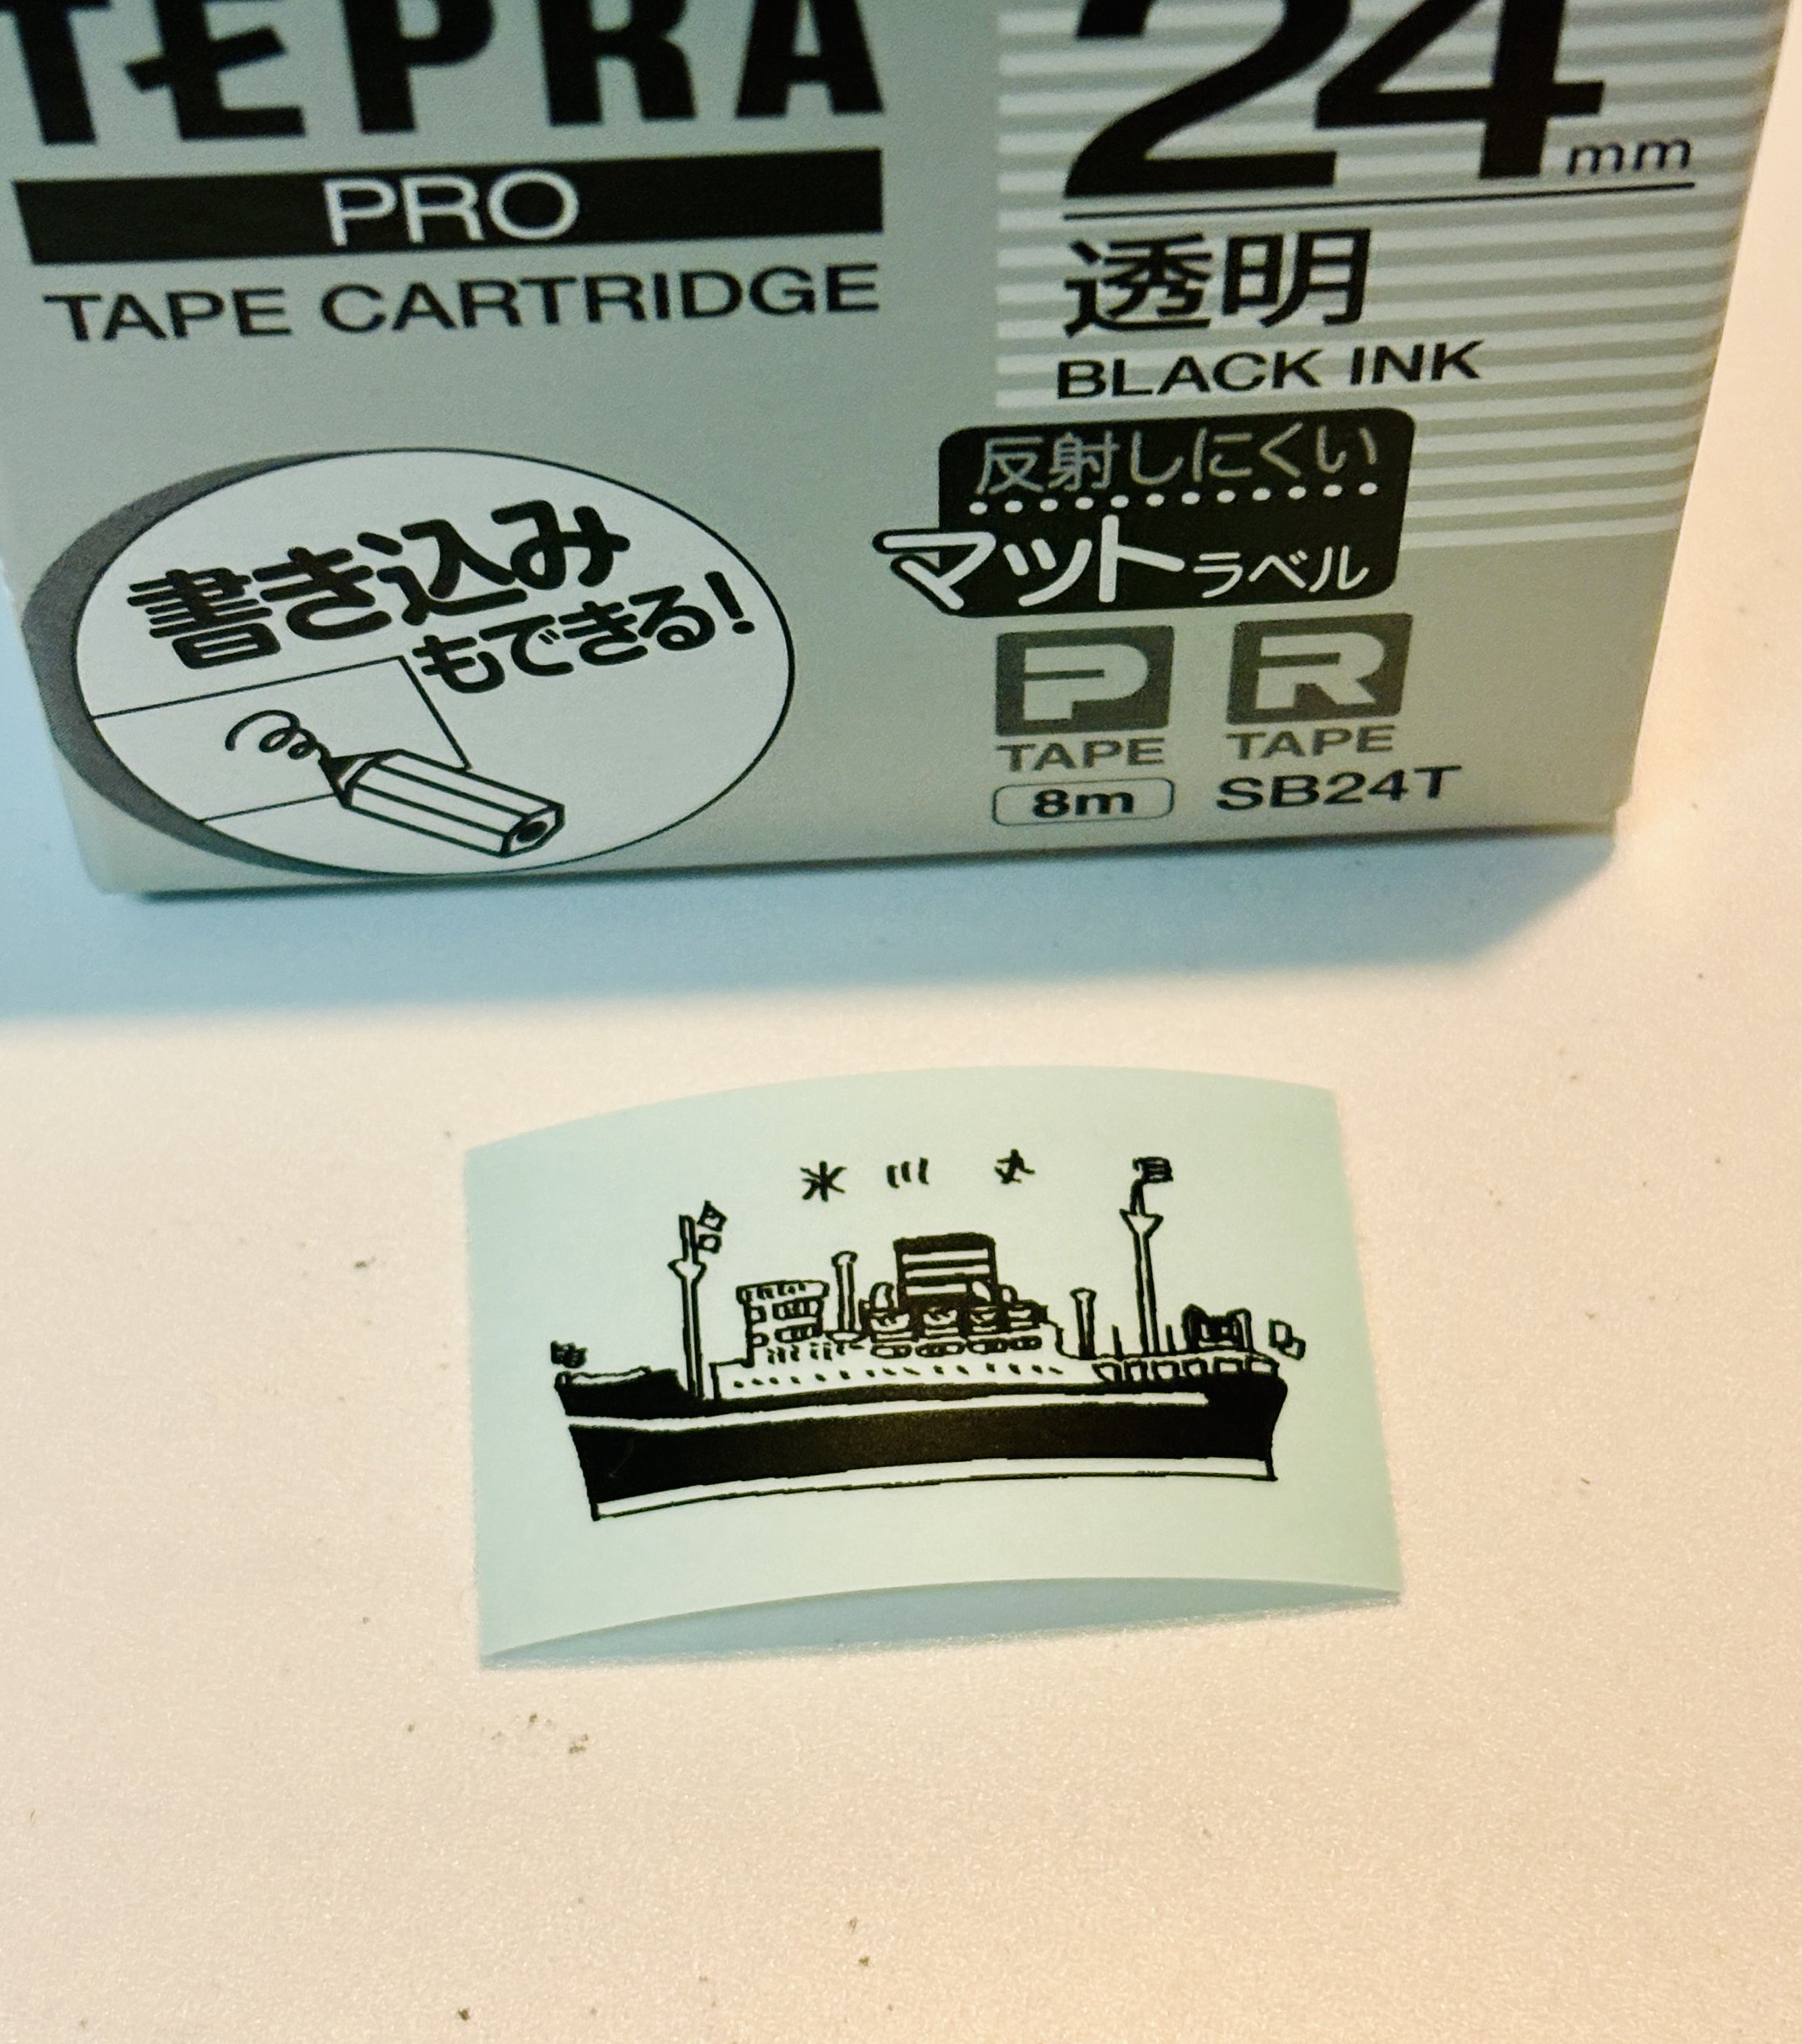 TEPRA
PRO
TAPE CARTRIDGE
24mm
透明
BLACK INK
反射しにくい
マットラベル
書き込み
もできる!
P R
TAPE TAPE
8m SB24T
氷川丸